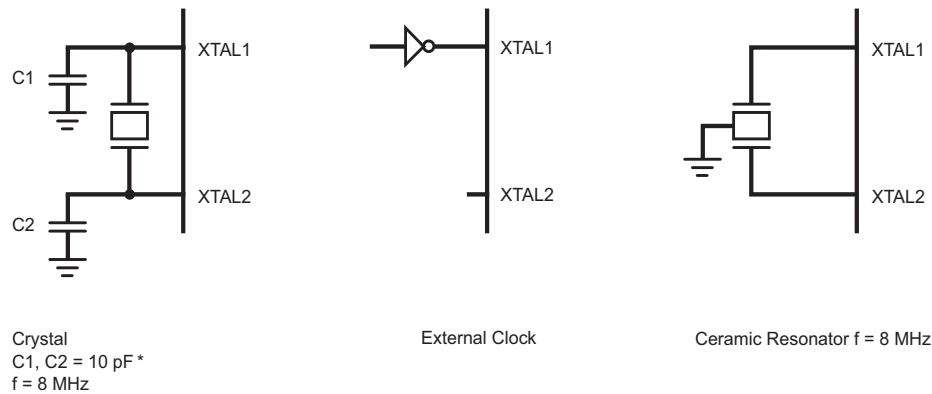 XTAL1
C1
XTAL2
C2
Crystal
C1, C2 = 10 pF *
f = 8 MHz
XTAL1
XTAL2
External Clock
XTAL1
XTAL2
Ceramic Resonator f = 8 MHz